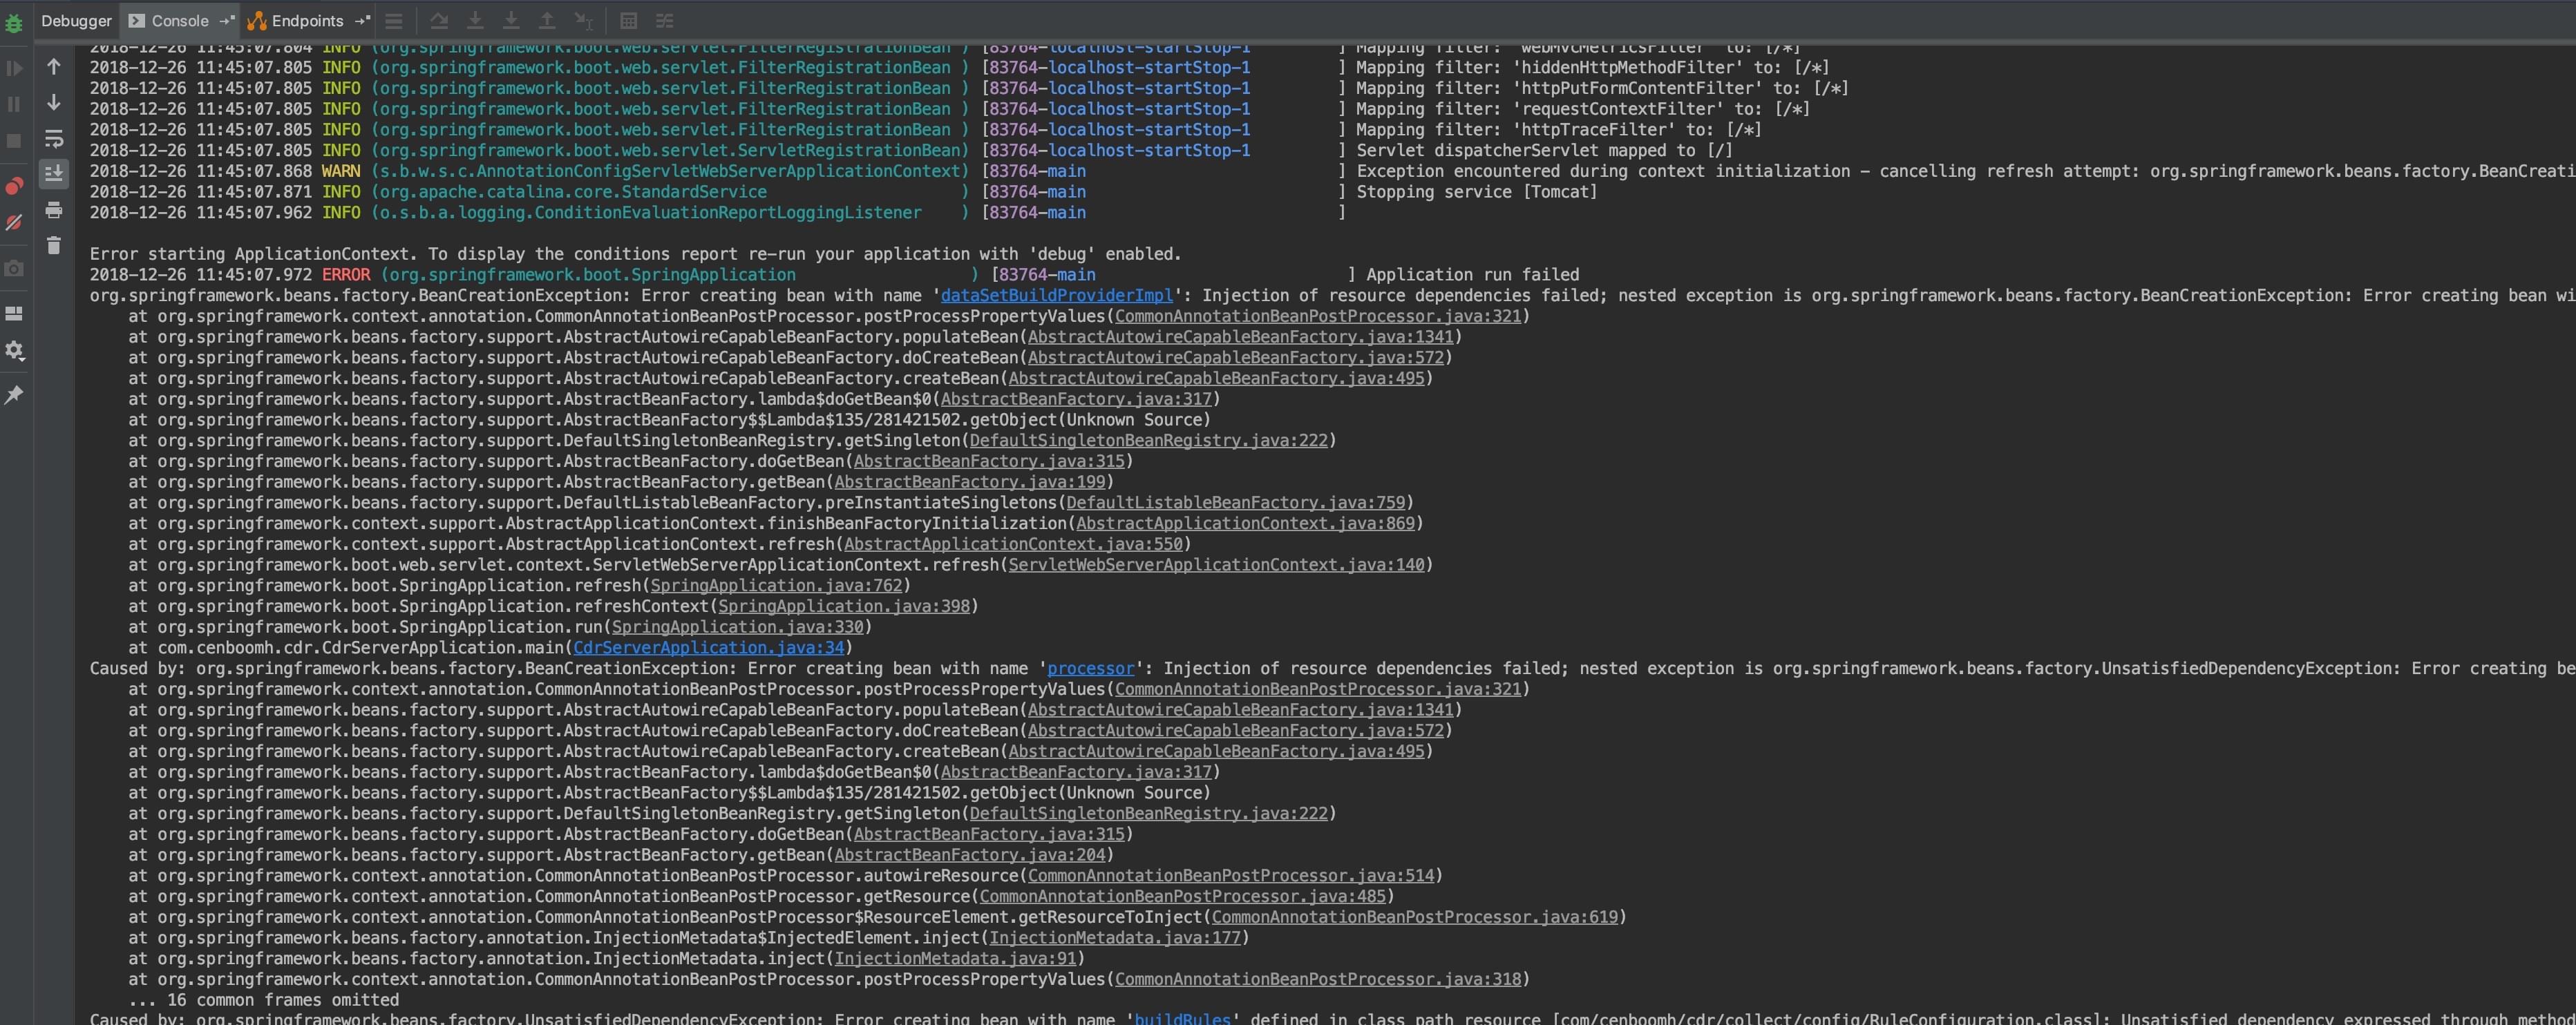 Debugger Console Endpoints
2018-12-26 11:45:07.804 INFO (org.springframework.boot.web.servlet.FilterRegistrationBean ) [83764-localhost-startStop-1 ] Mapping filter: 'webMvcMetricsFilter' to: [/*]
2018-12-26 11:45:07.805 INFO (org.springframework.boot.web.servlet.FilterRegistrationBean ) [83764-localhost-startStop-1 ] Mapping filter: 'hiddenHttpMethodFilter' to: [/*]
2018-12-26 11:45:07.805 INFO (org.springframework.boot.web.servlet.FilterRegistrationBean ) [83764-localhost-startStop-1 ] Mapping filter: 'httpPutFormContentFilter' to: [/*]
2018-12-26 11:45:07.805 INFO (org.springframework.boot.web.servlet.FilterRegistrationBean ) [83764-localhost-startStop-1 ] Mapping filter: 'requestContextFilter' to: [/*]
2018-12-26 11:45:07.805 INFO (org.springframework.boot.web.servlet.FilterRegistrationBean ) [83764-localhost-startStop-1 ] Mapping filter: 'httpTraceFilter' to: [/*]
2018-12-26 11:45:07.805 INFO (org.springframework.boot.web.servlet.ServletRegistrationBean) [83764-localhost-startStop-1 ] Servlet dispatcherServlet mapped to [/]
2018-12-26 11:45:07.868 WARN (s.b.w.s.c.AnnotationConfigServletWebServerApplicationContext) [83764-main ] Exception encountered during context initialization - cancelling refresh attempt: org.springframework.beans.factory.BeanCreati
2018-12-26 11:45:07.871 INFO (org.apache.catalina.core.StandardService ) [83764-main ] Stopping service [Tomcat]
2018-12-26 11:45:07.962 INFO (o.s.b.a.logging.ConditionEvaluationReportLoggingListener ) [83764-main ]
Error starting ApplicationContext. To display the conditions report re-run your application with 'debug' enabled.
2018-12-26 11:45:07.972 ERROR (org.springframework.boot.SpringApplication ) [83764-main ] Application run failed
org.springframework.beans.factory.BeanCreationException: Error creating bean with name 'dataSetBuildProviderImpl': Injection of resource dependencies failed; nested exception is org.springframework.beans.factory.BeanCreationException: Error creating bean wi
at org.springframework.context.annotation.CommonAnnotationBeanPostProcessor.postProcessPropertyValues(CommonAnnotationBeanPostProcessor.java:321)
at org.springframework.beans.factory.support.AbstractAutowireCapableBeanFactory.populateBean(AbstractAutowireCapableBeanFactory.java:1341)
at org.springframework.beans.factory.support.AbstractAutowireCapableBeanFactory.doCreateBean(AbstractAutowireCapableBeanFactory.java:572)
at org.springframework.beans.factory.support.AbstractAutowireCapableBeanFactory.createBean(AbstractAutowireCapableBeanFactory.java:495)
at org.springframework.beans.factory.support.AbstractBeanFactory.lambda$doGetBean$0(AbstractBeanFactory.java:317)
at org.springframework.beans.factory.support.AbstractBeanFactory$$Lambda$135/281421502.getObject(Unknown Source)
at org.springframework.beans.factory.support.DefaultSingletonBeanRegistry.getSingleton(DefaultSingletonBeanRegistry.java:222)
at org.springframework.beans.factory.support.AbstractBeanFactory.doGetBean(AbstractBeanFactory.java:315)
at org.springframework.beans.factory.support.AbstractBeanFactory.getBean(AbstractBeanFactory.java:199)
at org.springframework.beans.factory.support.DefaultListableBeanFactory.preInstantiateSingletons(DefaultListableBeanFactory.java:759)
at org.springframework.context.support.AbstractApplicationContext.finishBeanFactoryInitialization(AbstractApplicationContext.java:869)
at org.springframework.context.support.AbstractApplicationContext.refresh(AbstractApplicationContext.java:550)
at org.springframework.boot.web.servlet.context.ServletWebServerApplicationContext.refresh(ServletWebServerApplicationContext.java:140)
at org.springframework.boot.SpringApplication.refresh(SpringApplication.java:762)
at org.springframework.boot.SpringApplication.refreshContext(SpringApplication.java:398)
at org.springframework.boot.SpringApplication.run(SpringApplication.java:330)
at com.cenboomh.cdr.CdrServerApplication.main(CdrServerApplication.java:34)
Caused by: org.springframework.beans.factory.BeanCreationException: Error creating bean with name 'processor': Injection of resource dependencies failed; nested exception is org.springframework.beans.factory.UnsatisfiedDependencyException: Error creating be
at org.springframework.context.annotation.CommonAnnotationBeanPostProcessor.postProcessPropertyValues(CommonAnnotationBeanPostProcessor.java:321)
at org.springframework.beans.factory.support.AbstractAutowireCapableBeanFactory.populateBean(AbstractAutowireCapableBeanFactory.java:1341)
at org.springframework.beans.factory.support.AbstractAutowireCapableBeanFactory.doCreateBean(AbstractAutowireCapableBeanFactory.java:572)
at org.springframework.beans.factory.support.AbstractAutowireCapableBeanFactory.createBean(AbstractAutowireCapableBeanFactory.java:495)
at org.springframework.beans.factory.support.AbstractBeanFactory.lambda$doGetBean$0(AbstractBeanFactory.java:317)
at org.springframework.beans.factory.support.AbstractBeanFactory$$Lambda$135/281421502.getObject(Unknown Source)
at org.springframework.beans.factory.support.DefaultSingletonBeanRegistry.getSingleton(DefaultSingletonBeanRegistry.java:222)
at org.springframework.beans.factory.support.AbstractBeanFactory.doGetBean(AbstractBeanFactory.java:315)
at org.springframework.beans.factory.support.AbstractBeanFactory.getBean(AbstractBeanFactory.java:204)
at org.springframework.context.annotation.CommonAnnotationBeanPostProcessor.autowireResource(CommonAnnotationBeanPostProcessor.java:514)
at org.springframework.context.annotation.CommonAnnotationBeanPostProcessor.getResource(CommonAnnotationBeanPostProcessor.java:485)
at org.springframework.context.annotation.CommonAnnotationBeanPostProcessor$ResourceElement.getResourceToInject(CommonAnnotationBeanPostProcessor.java:619)
at org.springframework.beans.factory.annotation.InjectionMetadata$InjectedElement.inject(InjectionMetadata.java:177)
at org.springframework.beans.factory.annotation.InjectionMetadata.inject(InjectionMetadata.java:91)
at org.springframework.context.annotation.CommonAnnotationBeanPostProcessor.postProcessPropertyValues(CommonAnnotationBeanPostProcessor.java:318)
... 16 common frames omitted
Caused by: org.springframework.beans.factory.UnsatisfiedDependencyException: Error creating bean with name 'buildRules' defined in class path resource [com/cenboomh/cdr/collect/config/RuleConfiguration.class]: Unsatisfied dependency expressed through metho